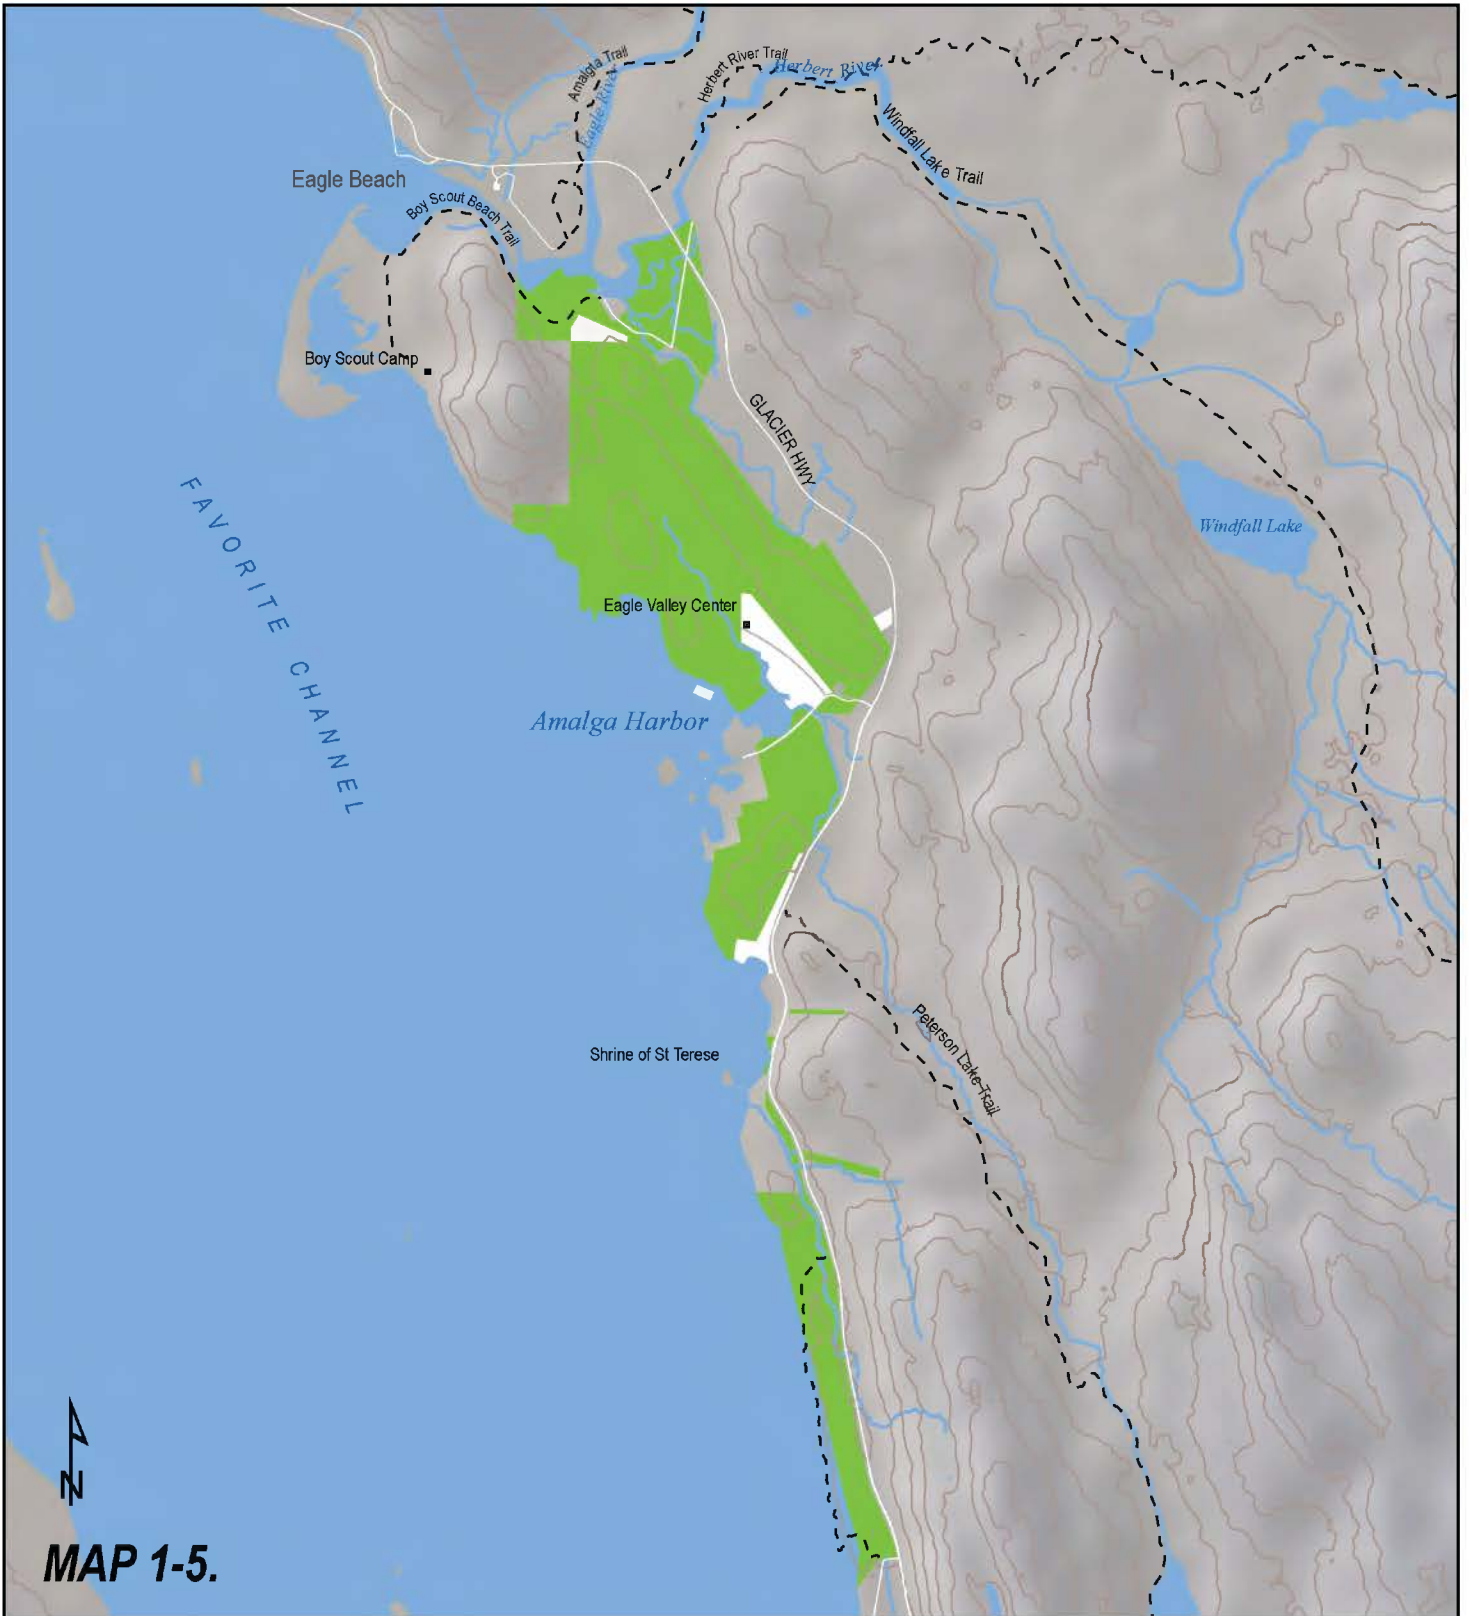 Amalgta Trail
Eagle River
Herbert River Trail
Herbert River
Windfall Lake Trail
Eagle Beach
Boy Scout Beach Trail
Boy Scout Camp
GLACIER HWY
FAVORITE CHANNEL
Windfall Lake
Eagle Valley Center
Amalga Harbor
Peterson Lake Trail
Shrine of St Terese
N
MAP 1-5.